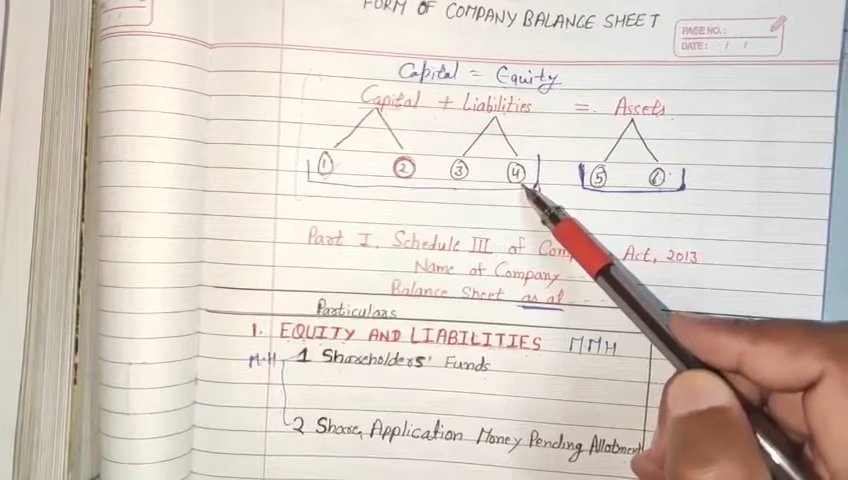 FORM OF COMPANY BALANCE SHEET
PAGE NO.:
DATE: / /
Capital = Equity
Capital + Liabilities = Assets
1 2 3 4 5 6
Part I, Schedule III of Act, 2013
Name of Company
Balance Sheet as at
Particulars
1. EQUITY AND LIABILITIES MMH
M.H 1 Shareholders' Funds
2 Share Application Money Pending Allotment